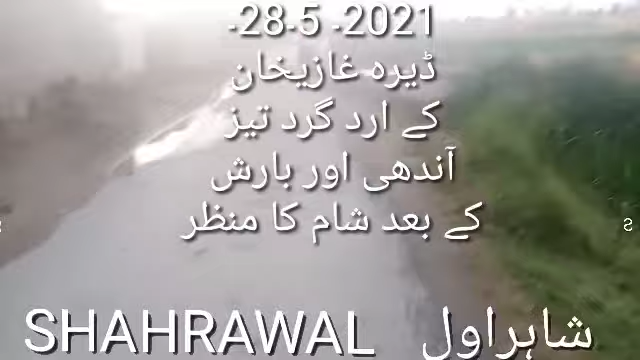 -28-5 -2021-
ڈیرہ غازیخان
کے ارد گرد تیز
آندھی اور بارش
کے بعد شام کا منظر
SHAHRAWAL شاہراول